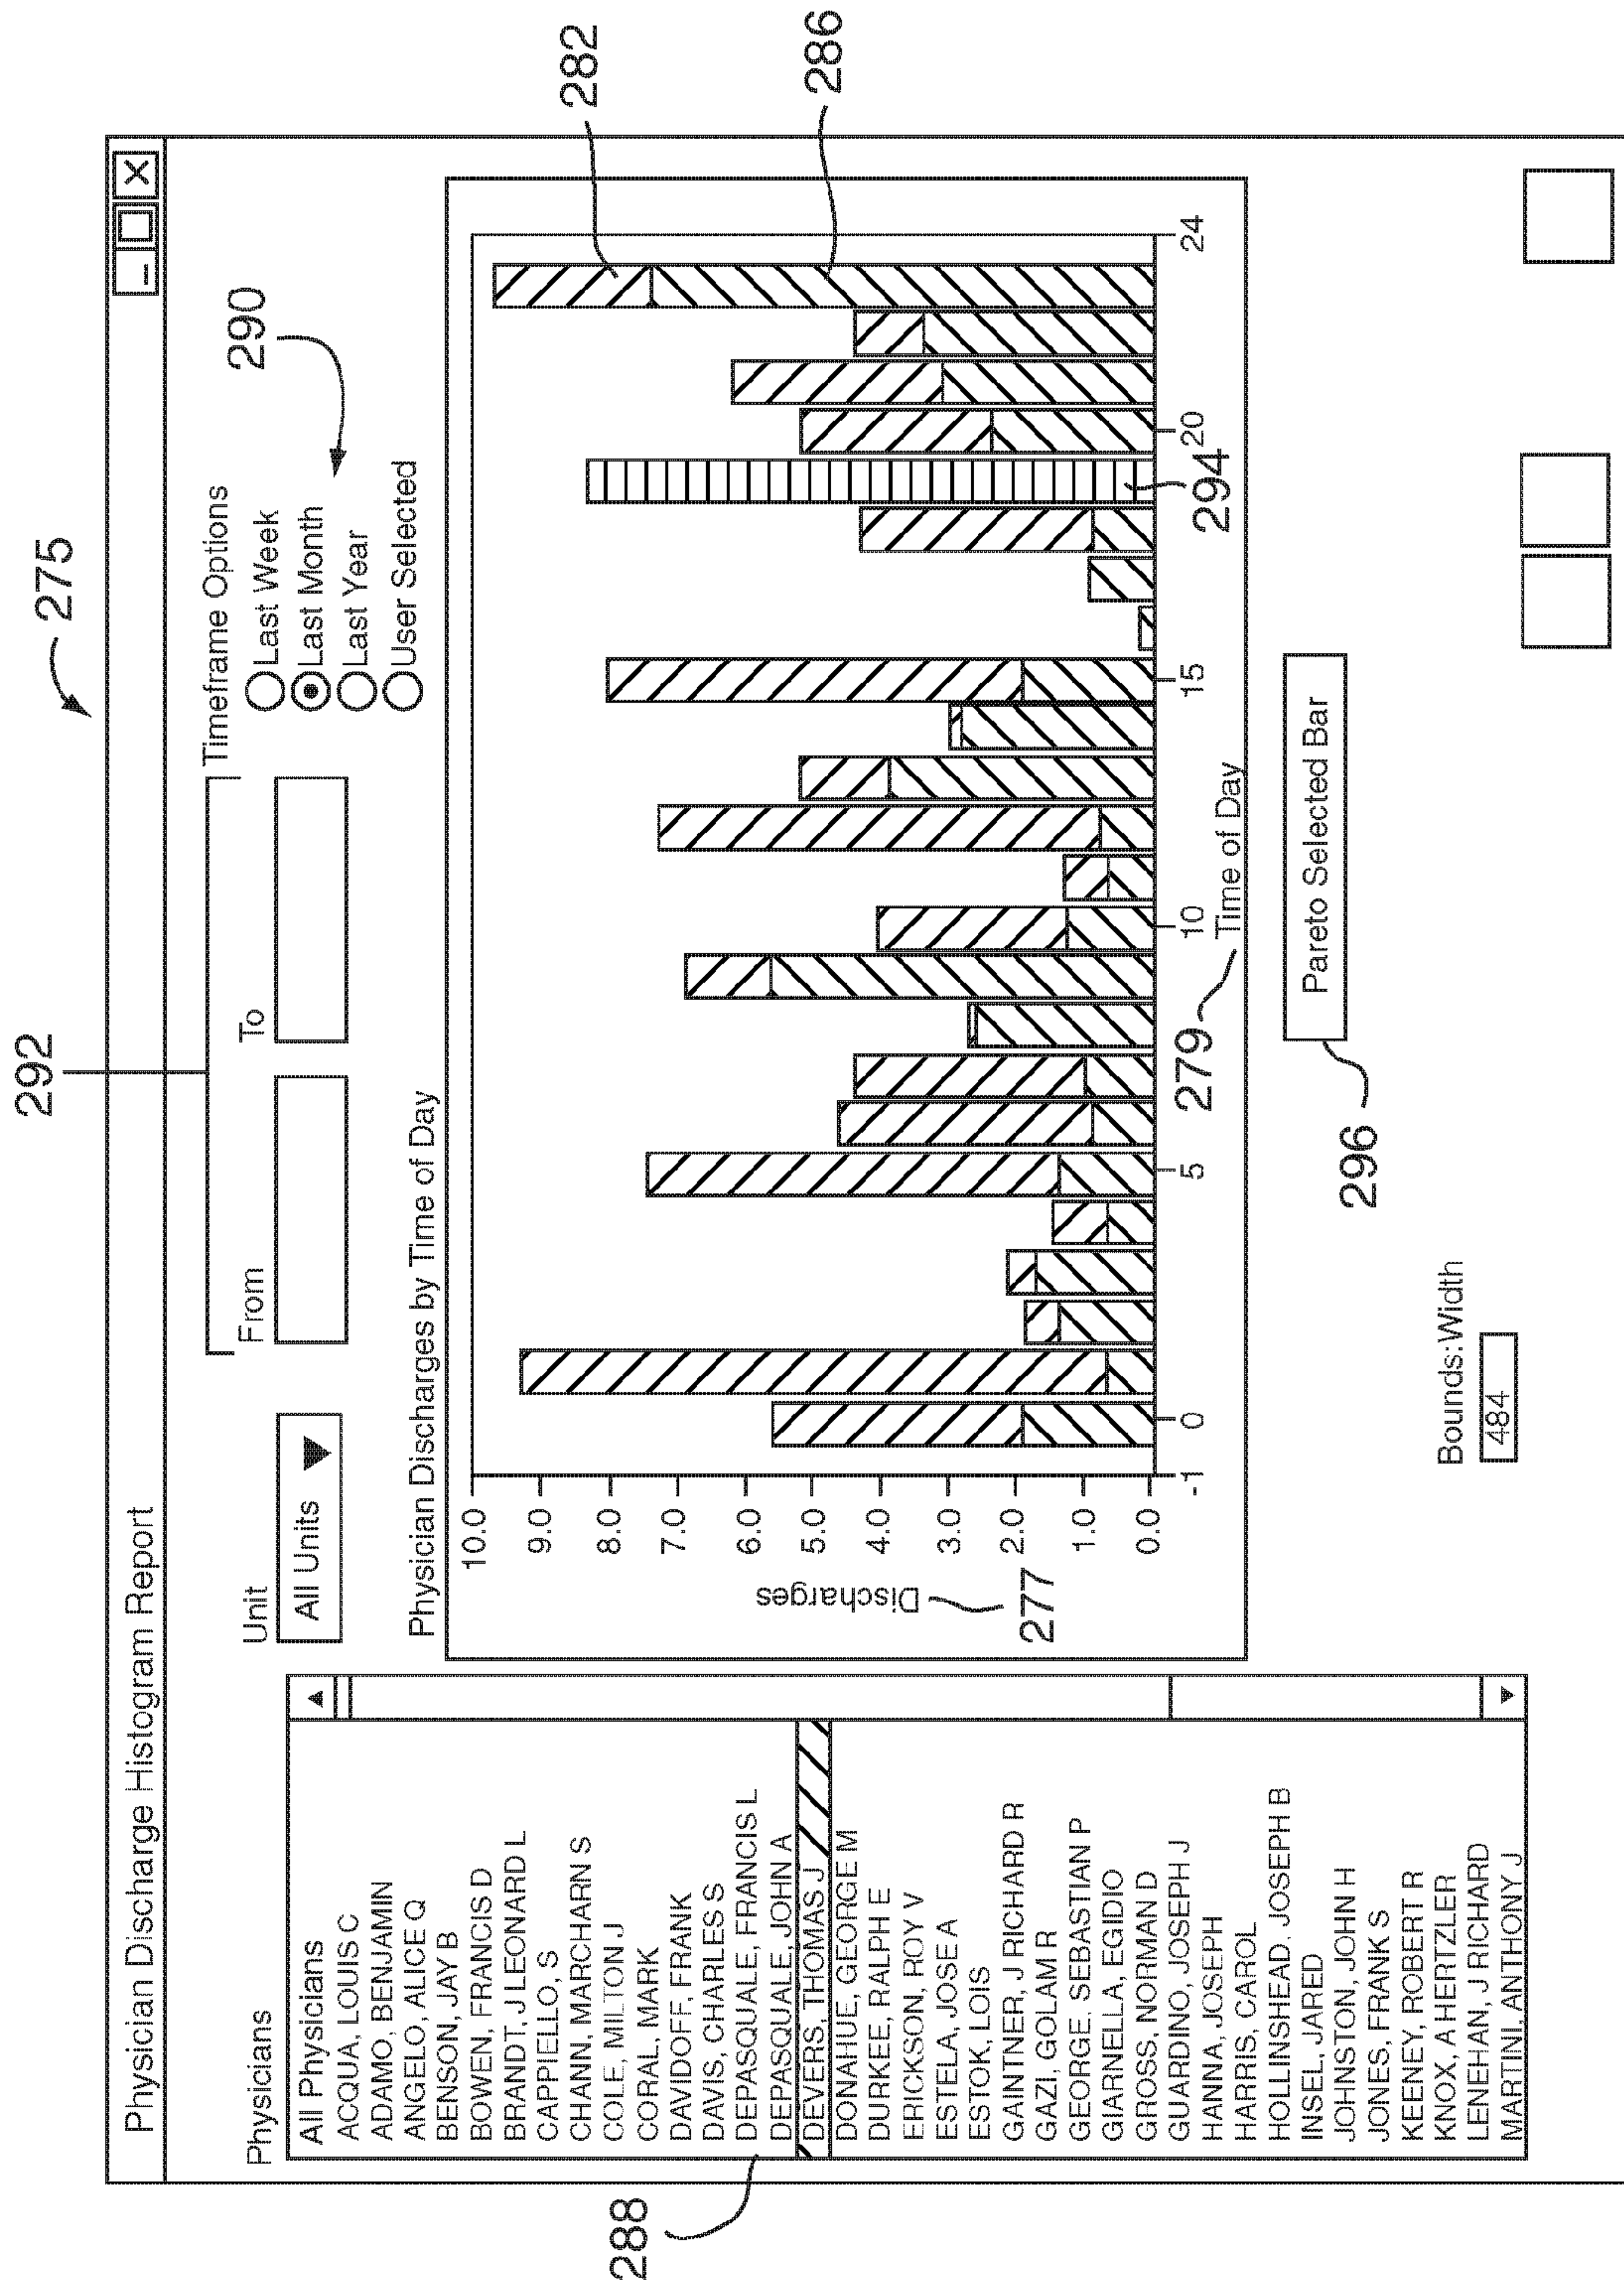 275
292
Physician Discharge Histogram Report
Physicians
All Physicians
ACQUA, LOUIS C
ADAMO, BENJAMIN
ANGELO, ALICE Q
BENSON, JAY B
BOWEN, FRANCIS D
BRANDT, J LEONARD L
CAPPIELLO, S
CHANN, MARCHARN S
COLE, MILTON J
CORAL, MARK
DAVIDOFF, FRANK
DAVIS, CHARLES S
DEPASQUALE, FRANCIS L
DEPASQUALE, JOHN A
DEVERS, THOMAS J
DONAHUE, GEORGE M
DURKEE, RALPH E
ERICKSON, ROY V
ESTELA, JOSE A
ESTOK, LOIS
GAINTNER, J RICHARD R
GAZI, GOLAM R
GEORGE, SEBASTIAN P
GIARNELLA, EGIDIO
GROSS, NORMAN D
GUARDINO, JOSEPH J
HANNA, JOSEPH
HARRIS, CAROL
HOLLINSHEAD, JOSEPH B
INSEL, JARED
JOHNSTON, JOHN H
JONES, FRANK S
KEENEY, ROBERT R
KNOX, A HERTZLER
LENEHAN, J RICHARD
MARTINI, ANTHONY J
288
Unit
All Units
From
To
Timeframe Options
Last Week
Last Month
Last Year
User Selected
290
Physician Discharges by Time of Day
10.0
9.0
8.0
7.0
6.0
5.0
4.0
3.0
2.0
1.0
0.0
Discharges
277
-1
0
5
10
15
20
24
Time of Day
279
294
282
286
Pareto Selected Bar
296
Bounds:Width
484